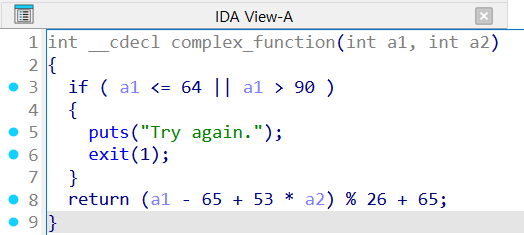 IDA View-A
1 int __cdecl complex_function(int a1, int a2)
2 {
3   if ( a1 <= 64 || a1 > 90 )
4   {
5     puts("Try again.");
6     exit(1);
7   }
8   return (a1 - 65 + 53 * a2) % 26 + 65;
9 }